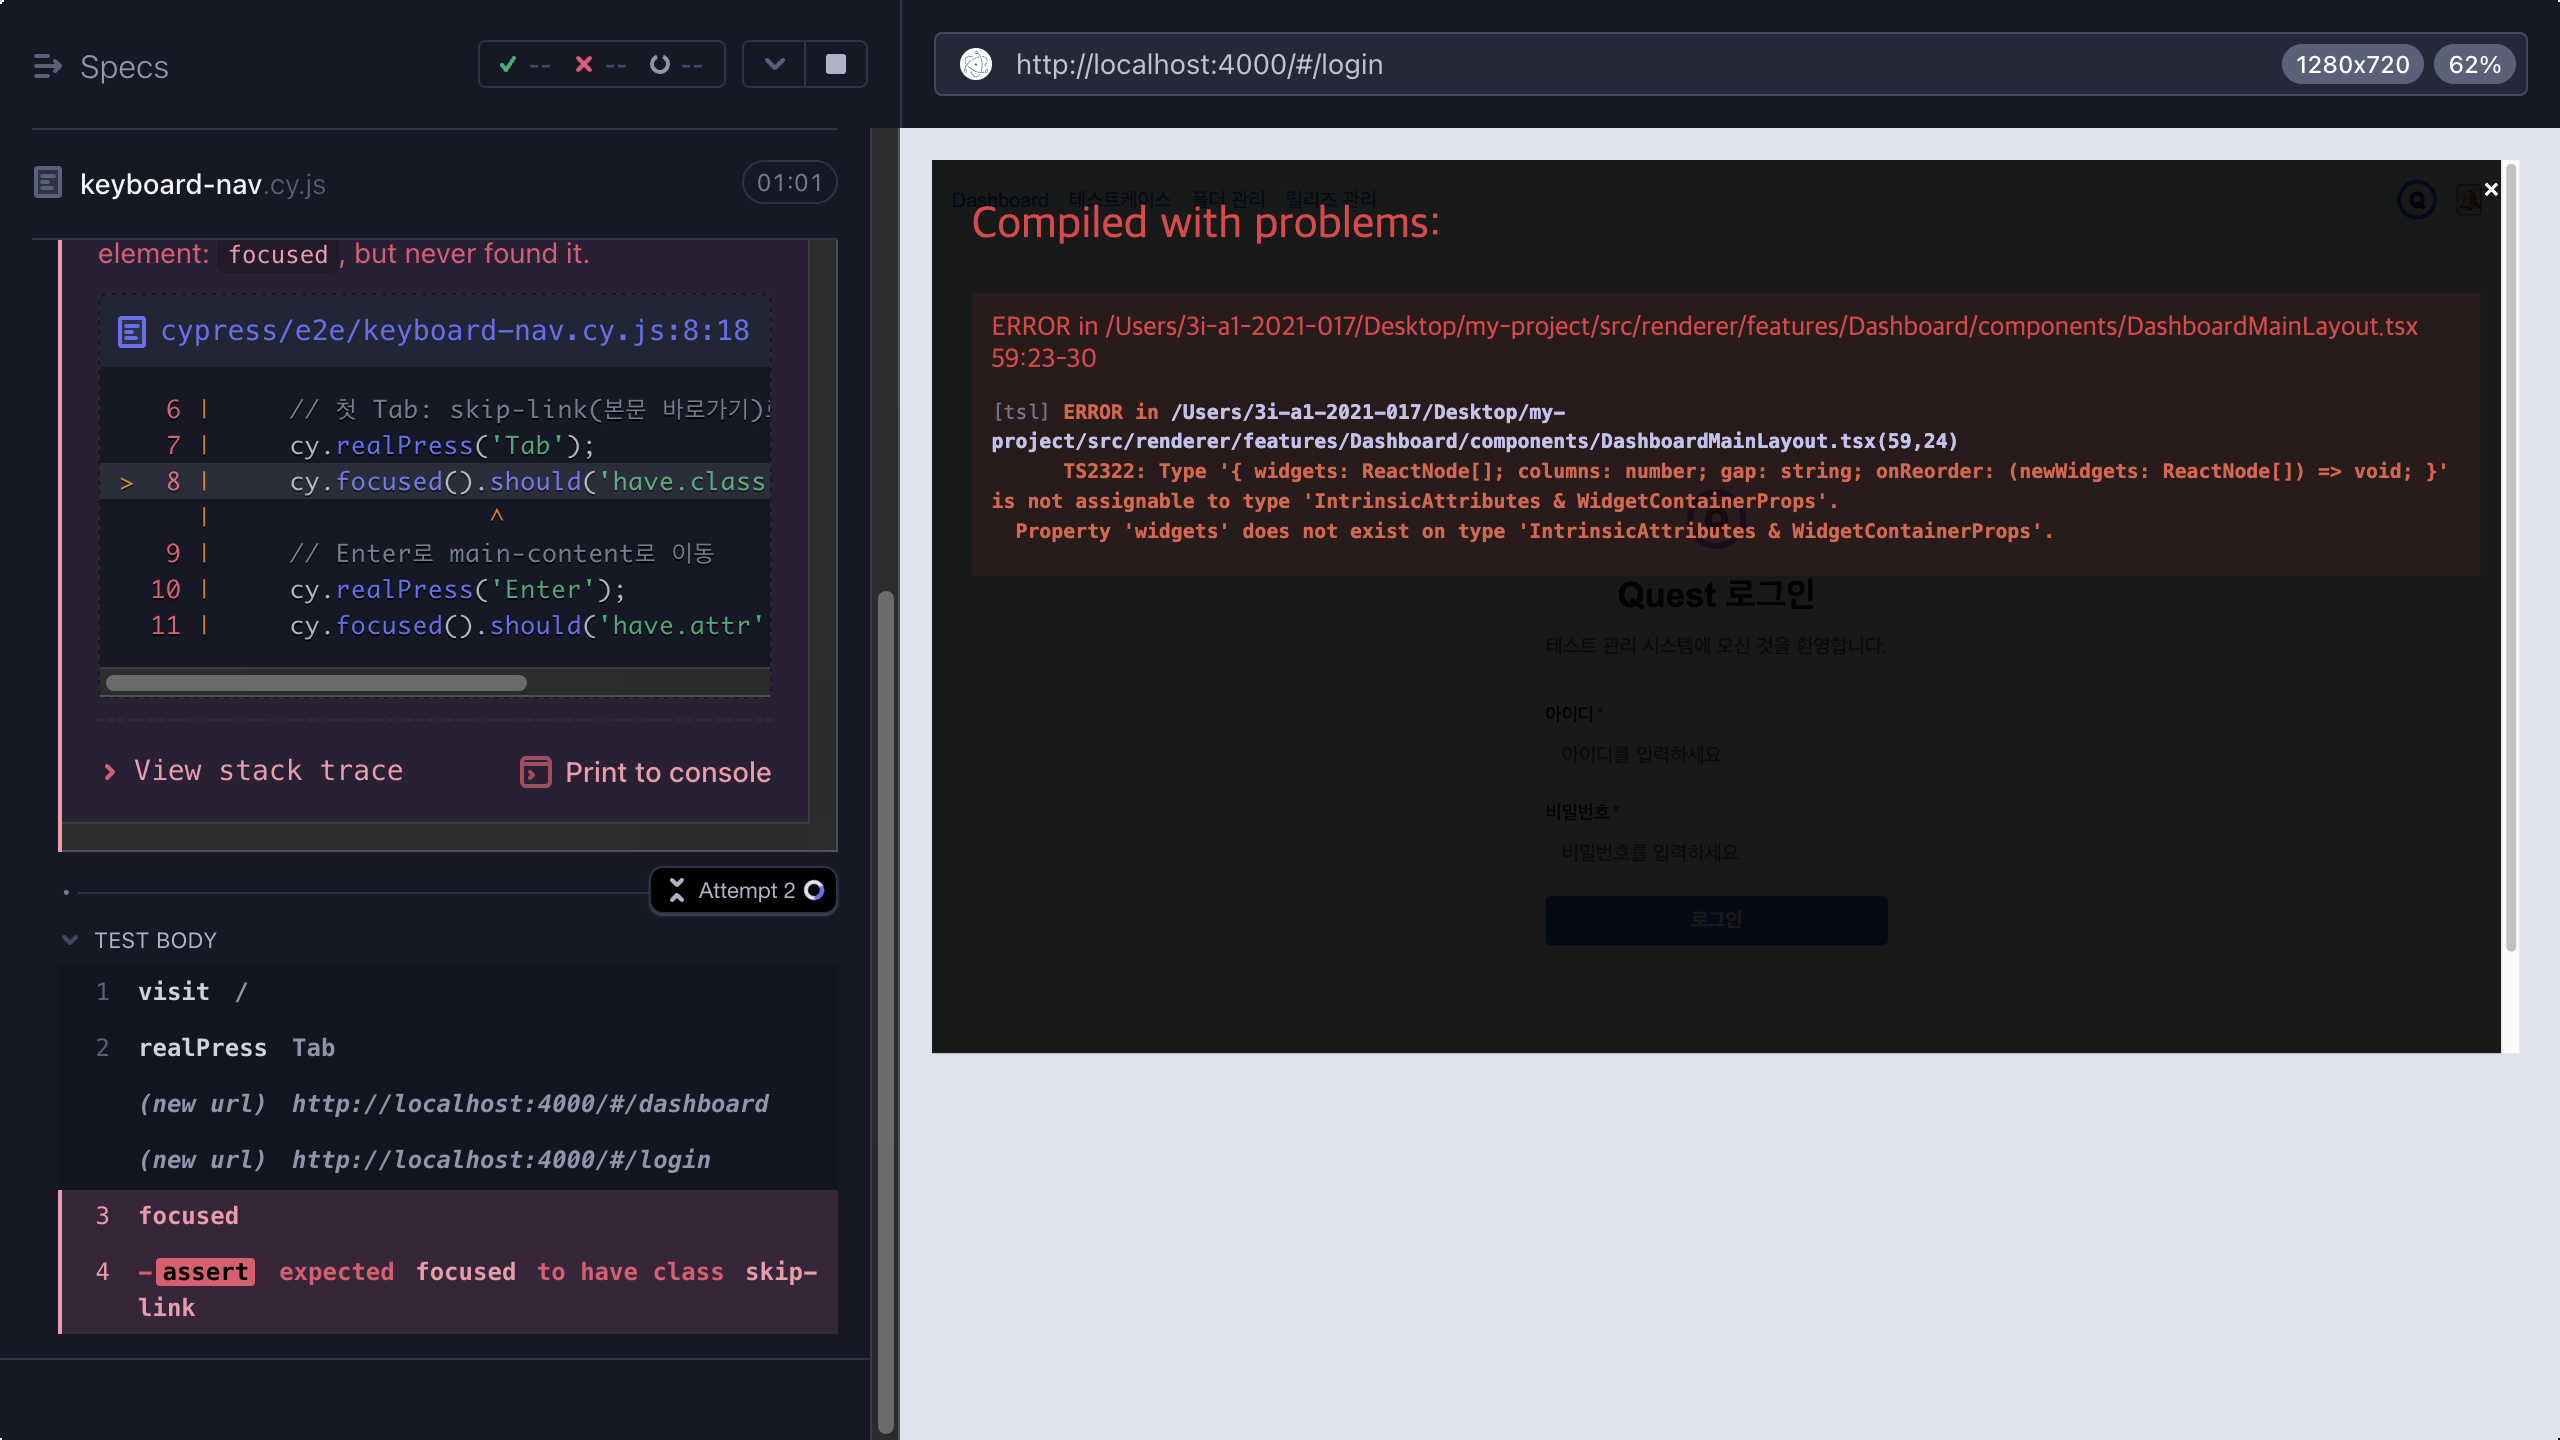 Specs
-- -- --
keyboard-nav.cy.js
01:01
element: focused, but never found it.
cypress/e2e/keyboard-nav.cy.js:8:18
6 | // 첫 Tab: skip-link(본문 바로가기)
7 | cy.realPress('Tab');
> 8 | cy.focused().should('have.class
| ^
9 | // Enter로 main-content로 이동
10 | cy.realPress('Enter');
11 | cy.focused().should('have.attr'
View stack trace
Print to console
Attempt 2
TEST BODY
1 visit /
2 realPress Tab
(new url) http://localhost:4000/#/dashboard
(new url) http://localhost:4000/#/login
3 focused
4 -assert expected focused to have class skip-
link
http://localhost:4000/#/login
1280x720
62%
Dashboard 테스트케이스 폴더 관리 릴리즈 관리
Q
×
Compiled with problems:
ERROR in /Users/3i-a1-2021-017/Desktop/my-project/src/renderer/features/Dashboard/components/DashboardMainLayout.tsx
59:23-30
[tsl] ERROR in /Users/3i-a1-2021-017/Desktop/my-
project/src/renderer/features/Dashboard/components/DashboardMainLayout.tsx(59,24)
TS2322: Type '{ widgets: ReactNode[]; columns: number; gap: string; onReorder: (newWidgets: ReactNode[]) => void; }'
is not assignable to type 'IntrinsicAttributes & WidgetContainerProps'.
Property 'widgets' does not exist on type 'IntrinsicAttributes & WidgetContainerProps'.
Q
Quest 로그인
테스트 관리 시스템에 오신 것을 환영합니다.
아이디*
아이디를 입력하세요
비밀번호*
비밀번호를 입력하세요
로그인